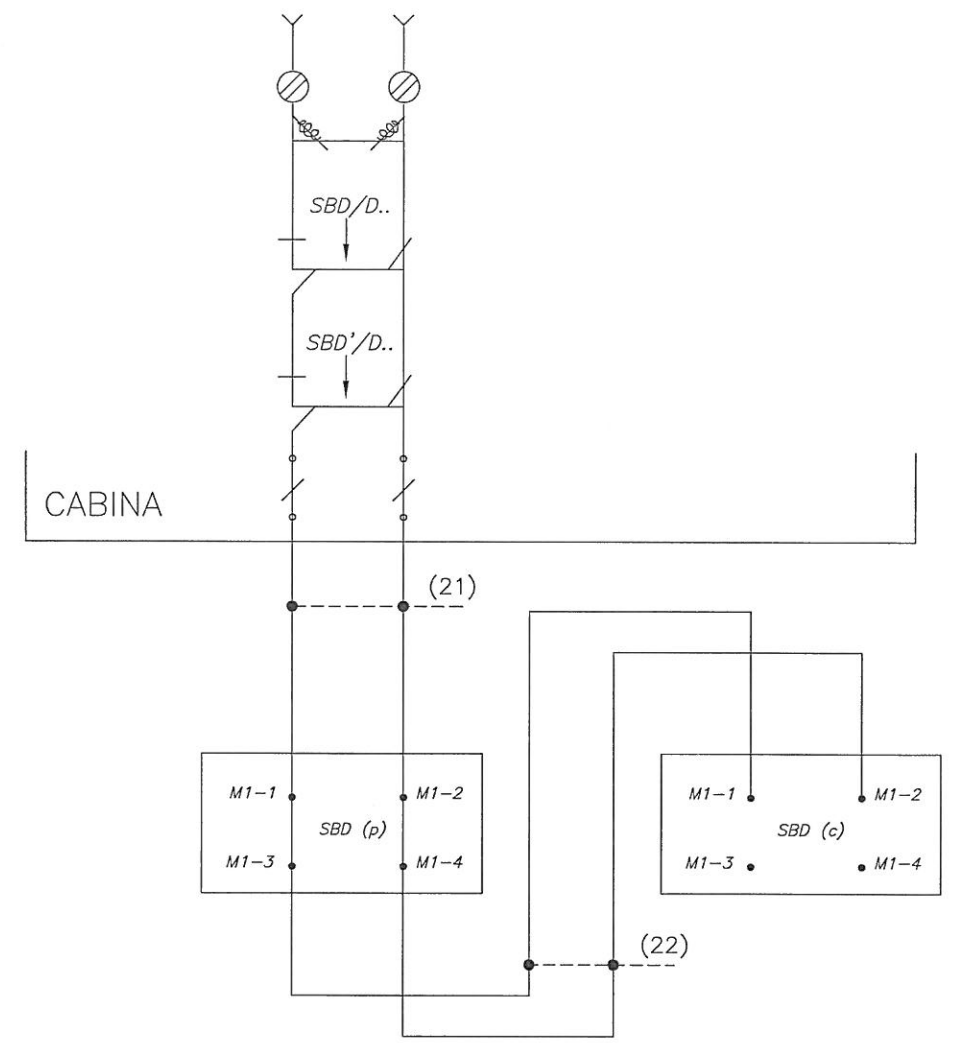 SBD/D..
SBD'/D..
CABINA
(21)
M1-1
M1-2
SBD (p)
M1-3
M1-4
M1-1
M1-2
SBD (c)
M1-3
M1-4
(22)